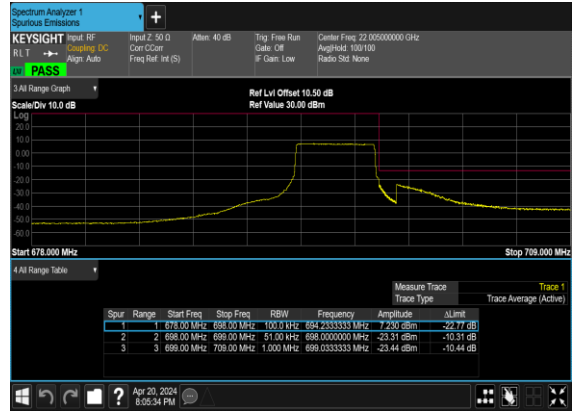 Spectrum Analyzer 1
Spurious Emissions
KEYSIGHT Input: RF Input Z: 50 Ω Atten: 40 dB Trig: Free Run Center Freq: 22.005000000 GHz
RLT Coupling: DC Corr CCorr Gate: Off Avg|Hold: 100/100
Align: Auto Freq Ref: Int (S) IF Gain: Low Radio Std: None
PASS
3 All Range Graph
Ref Lvl Offset 10.50 dB
Scale/Div 10.0 dB Ref Value 30.00 dBm
Log
20.0
10.0
0.00
-10.0
-20.0
-30.0
-40.0
-50.0
-60.0
Start 678.000 MHz Stop 709.000 MHz
4 All Range Table
Measure Trace Trace 1
Trace Type Trace Average (Active)
Spur Range Start Freq Stop Freq RBW Frequency Amplitude ΔLimit
1 1 678.00 MHz 698.00 MHz 100.0 kHz 694.2333333 MHz 7.230 dBm -22.77 dB
2 2 698.00 MHz 699.00 MHz 51.00 kHz 698.0000000 MHz -23.31 dBm -10.31 dB
3 3 699.00 MHz 709.00 MHz 1.000 MHz 699.0333333 MHz -23.44 dBm -10.44 dB
Apr 20, 2024
8:05:34 PM